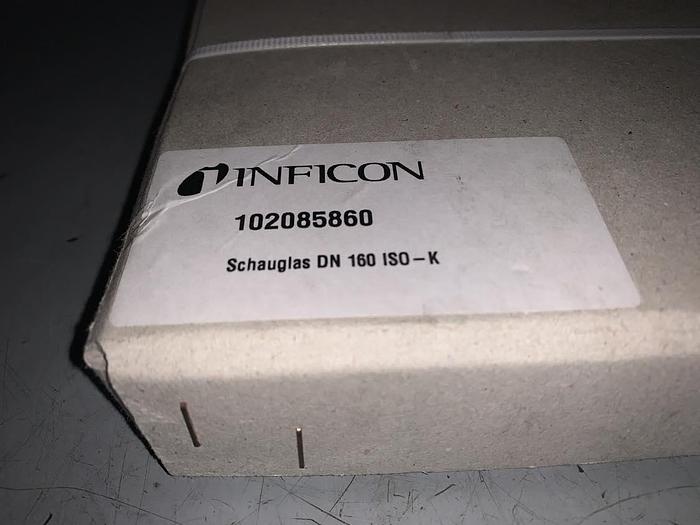 INFICON
102085860
Schauglas DN 160 ISO-K